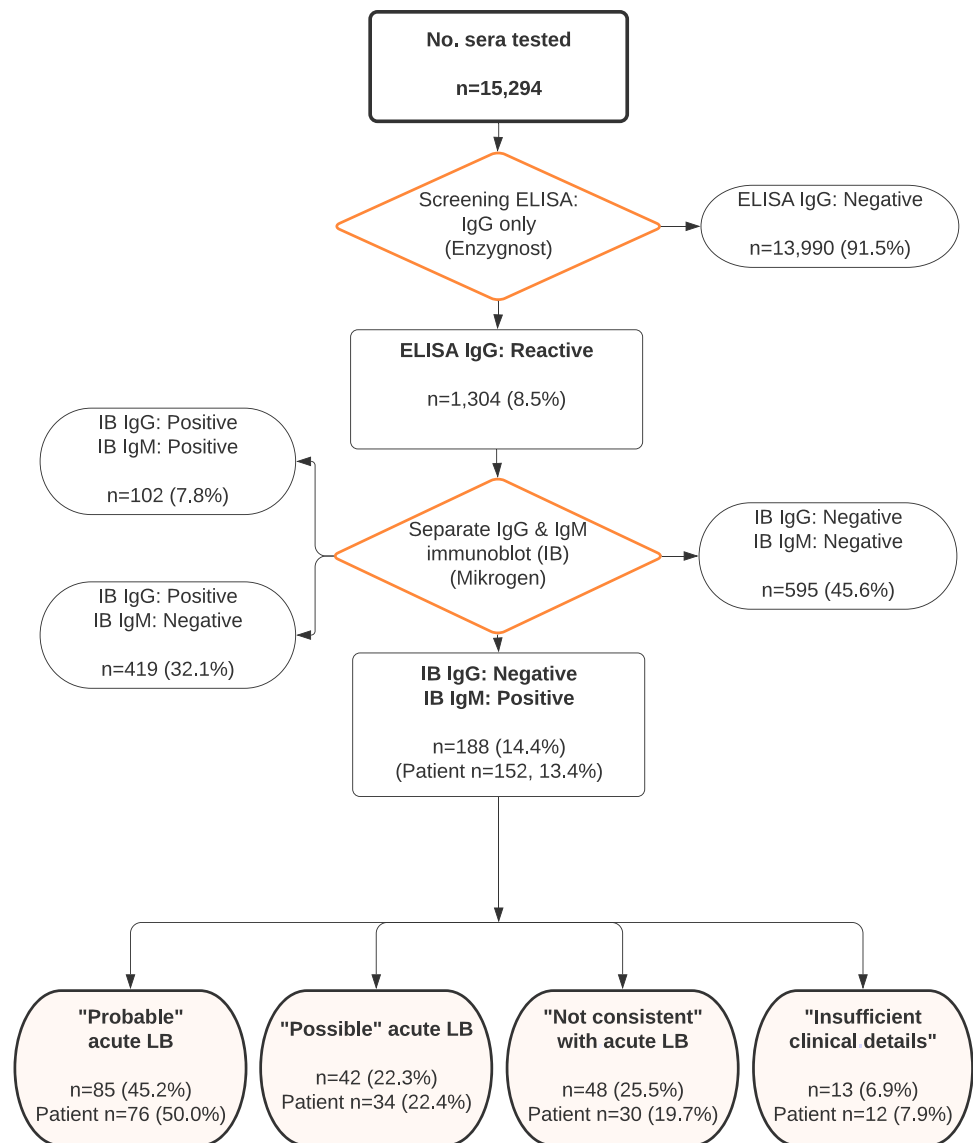 No. sera tested
n=15,294
Screening ELISA:
IgG only
(Enzygnost)
ELISA IgG: Negative
n=13,990 (91.5%)
ELISA IgG: Reactive
n=1,304 (8.5%)
IB IgG: Positive
IB IgM: Positive
n=102 (7.8%)
Separate IgG & IgM
immunoblot (IB)
(Mikrogen)
IB IgG: Negative
IB IgM: Negative
n=595 (45.6%)
IB IgG: Positive
IB IgM: Negative
n=419 (32.1%)
IB IgG: Negative
IB IgM: Positive
n=188 (14.4%)
(Patient n=152, 13.4%)
"Probable"
acute LB
n=85 (45.2%)
Patient n=76 (50.0%)
"Possible" acute LB
n=42 (22.3%)
Patient n=34 (22.4%)
"Not consistent"
with acute LB
n=48 (25.5%)
Patient n=30 (19.7%)
"Insufficient
clinical details"
n=13 (6.9%)
Patient n=12 (7.9%)